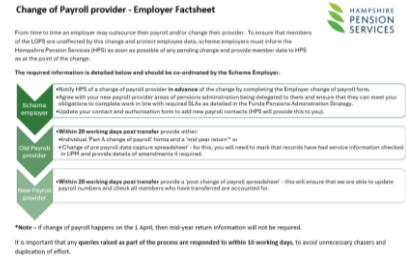 Change of Payroll provider - Employer Factsheet
HAMPSHIRE
PENSION
SERVICES
From time to time an employer may outsource their payroll and/or change their provider. To ensure that members
of the LGPS are unaffected by this change and protect employee data, scheme employers must inform the
Hampshire Pension Services (HPS) as soon as possible of any pending change and provide member data to HPS
as at the point of the change.
The required information is detailed below and should be co-ordinated by the Scheme Employer.
Scheme
employer
•Notify HPS of a change of payroll provider in advance of the change by completing the Employer change of payroll form.
•Agree with your new payroll provider areas of pensions administration being delegated to them and ensure that they can meet your
obligations to complete work in line with required SLAs as detailed in the Funds Pensions Administration Strategy.
•Update your contact and authorisation form to add new payroll contacts (HPS will provide this to you).
Old Payroll
provider
•Within 20 working days post transfer provide either:
•Individual 'Part A change of payroll' forms and a 'mid year return'* or
•'Change of pre payroll data capture spreadsheet' - for this, you will need to mark that records have had service information checked
in UPM and provide details of amendments if required.
New Payroll
provider
•Within 20 working days post transfer provide a 'post change of payroll spreadsheet' - this will ensure that we are able to update
payroll numbers and check all members who have transferred are accounted for.
*Note – if change of payroll happens on the 1 April, then mid-year return information will not be required.
It is important that any queries raised as part of the process are responded to within 10 working days, to avoid unnecessary chasers and
duplication of effort.